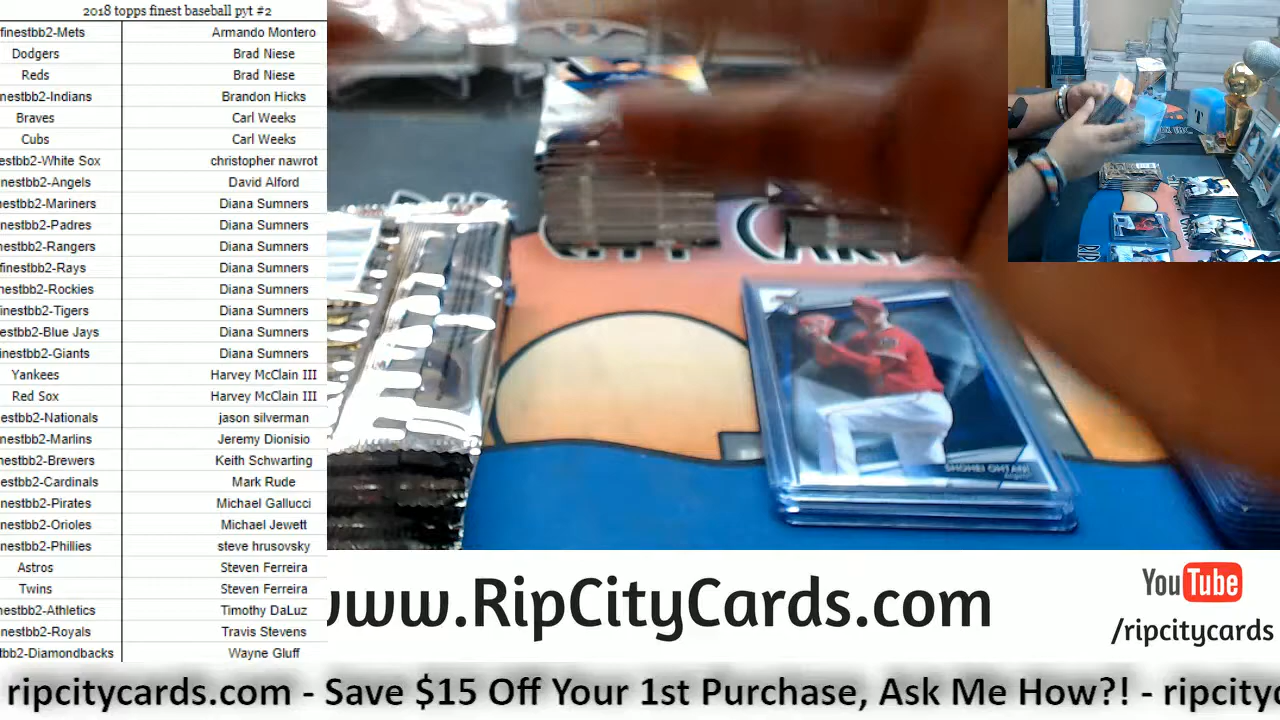 2018 topps finest baseball pyt #2
finestbb2-Mets Armando Montero
Dodgers Brad Niese
Reds Brad Niese
nestbb2-Indians Brandon Hicks
Braves Carl Weeks
Cubs Carl Weeks
estbb2-White Sox christopher nawrot
nestbb2-Angels David Alford
nestbb2-Mariners Diana Sumners
nestbb2-Padres Diana Sumners
nestbb2-Rangers Diana Sumners
finestbb2-Rays Diana Sumners
nestbb2-Rockies Diana Sumners
inestbb2-Tigers Diana Sumners
estbb2-Blue Jays Diana Sumners
inestbb2-Giants Diana Sumners
Yankees Harvey McClain III
Red Sox Harvey McClain III
estbb2-Nationals jason silverman
nestbb2-Marlins Jeremy Dionisio
nestbb2-Brewers Keith Schwarting
nestbb2-Cardinals Mark Rude
nestbb2-Pirates Michael Gallucci
nestbb2-Orioles Michael Jewett
nestbb2-Phillies steve hrusovsky
Astros Steven Ferreira
Twins Steven Ferreira
nestbb2-Athletics Timothy DaLuz
nestbb2-Royals Travis Stevens
tbb2-Diamondbacks Wayne Gluff
SHOHEI OHTANI
www.RipCityCards.com
YouTube
/ripcitycards
ripcitycards.com - Save $15 Off Your 1st Purchase, Ask Me How?! - ripcityc